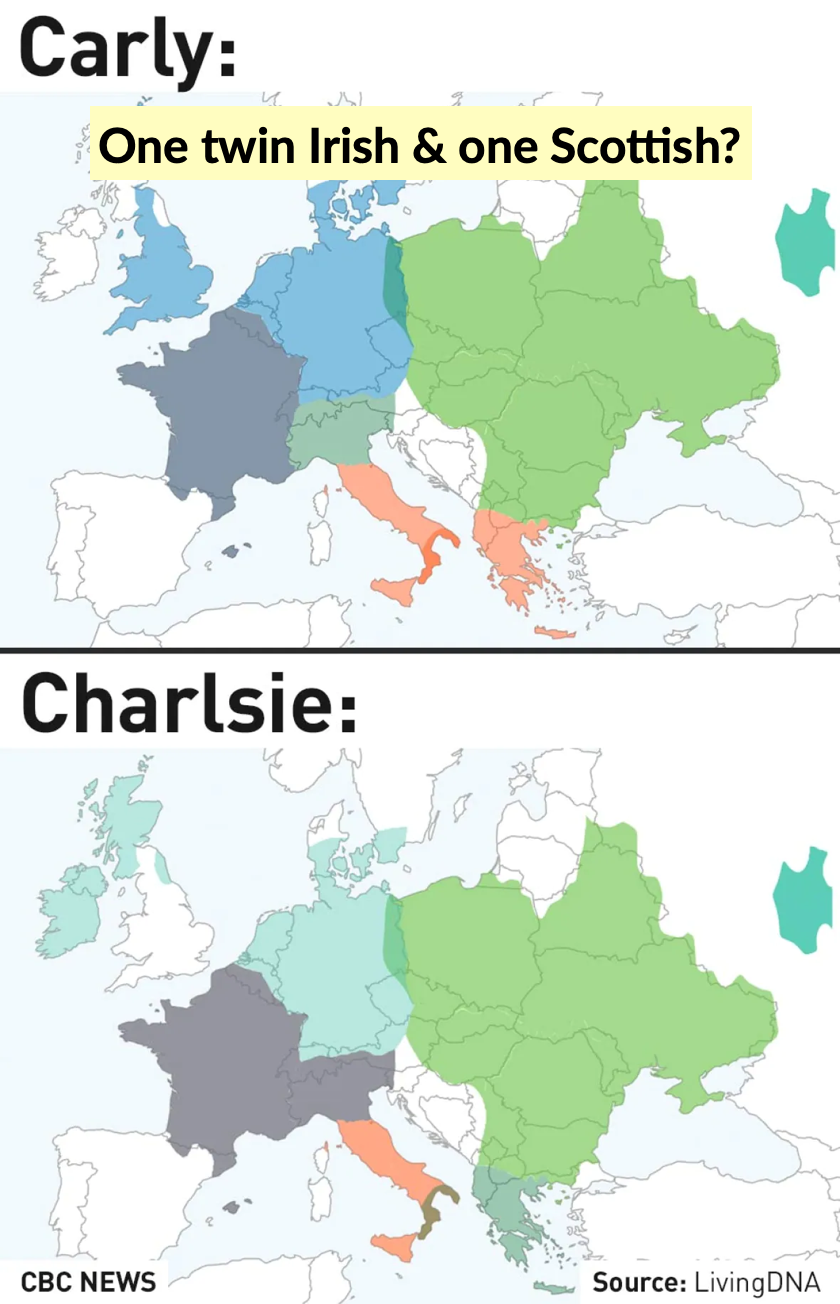 Carly:
One twin Irish & one Scottish?
Charlsie:
CBC NEWS
Source: LivingDNA